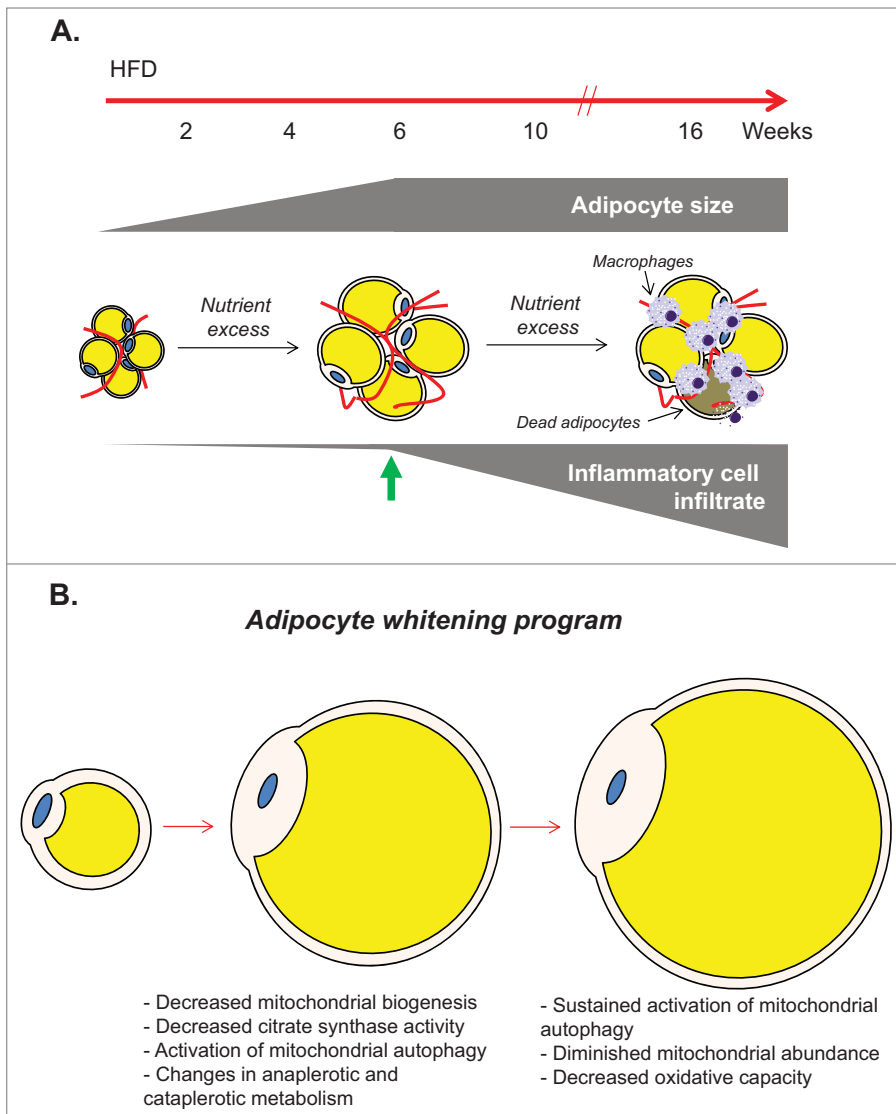 A.
HFD
2 4 6 10 16 Weeks
Adipocyte size
Macrophages
Nutrient
excess
Nutrient
excess
Dead adipocytes
Inflammatory cell
infiltrate
B.
Adipocyte whitening program
- Decreased mitochondrial biogenesis
- Decreased citrate synthase activity
- Activation of mitochondrial autophagy
- Changes in anaplerotic and
cataplerotic metabolism
- Sustained activation of mitochondrial
autophagy
- Diminished mitochondrial abundance
- Decreased oxidative capacity